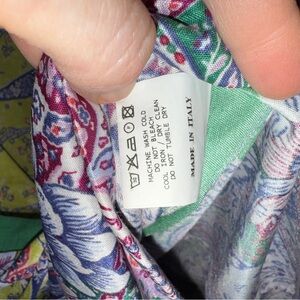 MACHINE WASH COLD
DO NOT BLEACH
COOL IRON / DRY CLEAN
DO NOT TUMBLE DRY
MADE IN ITALY